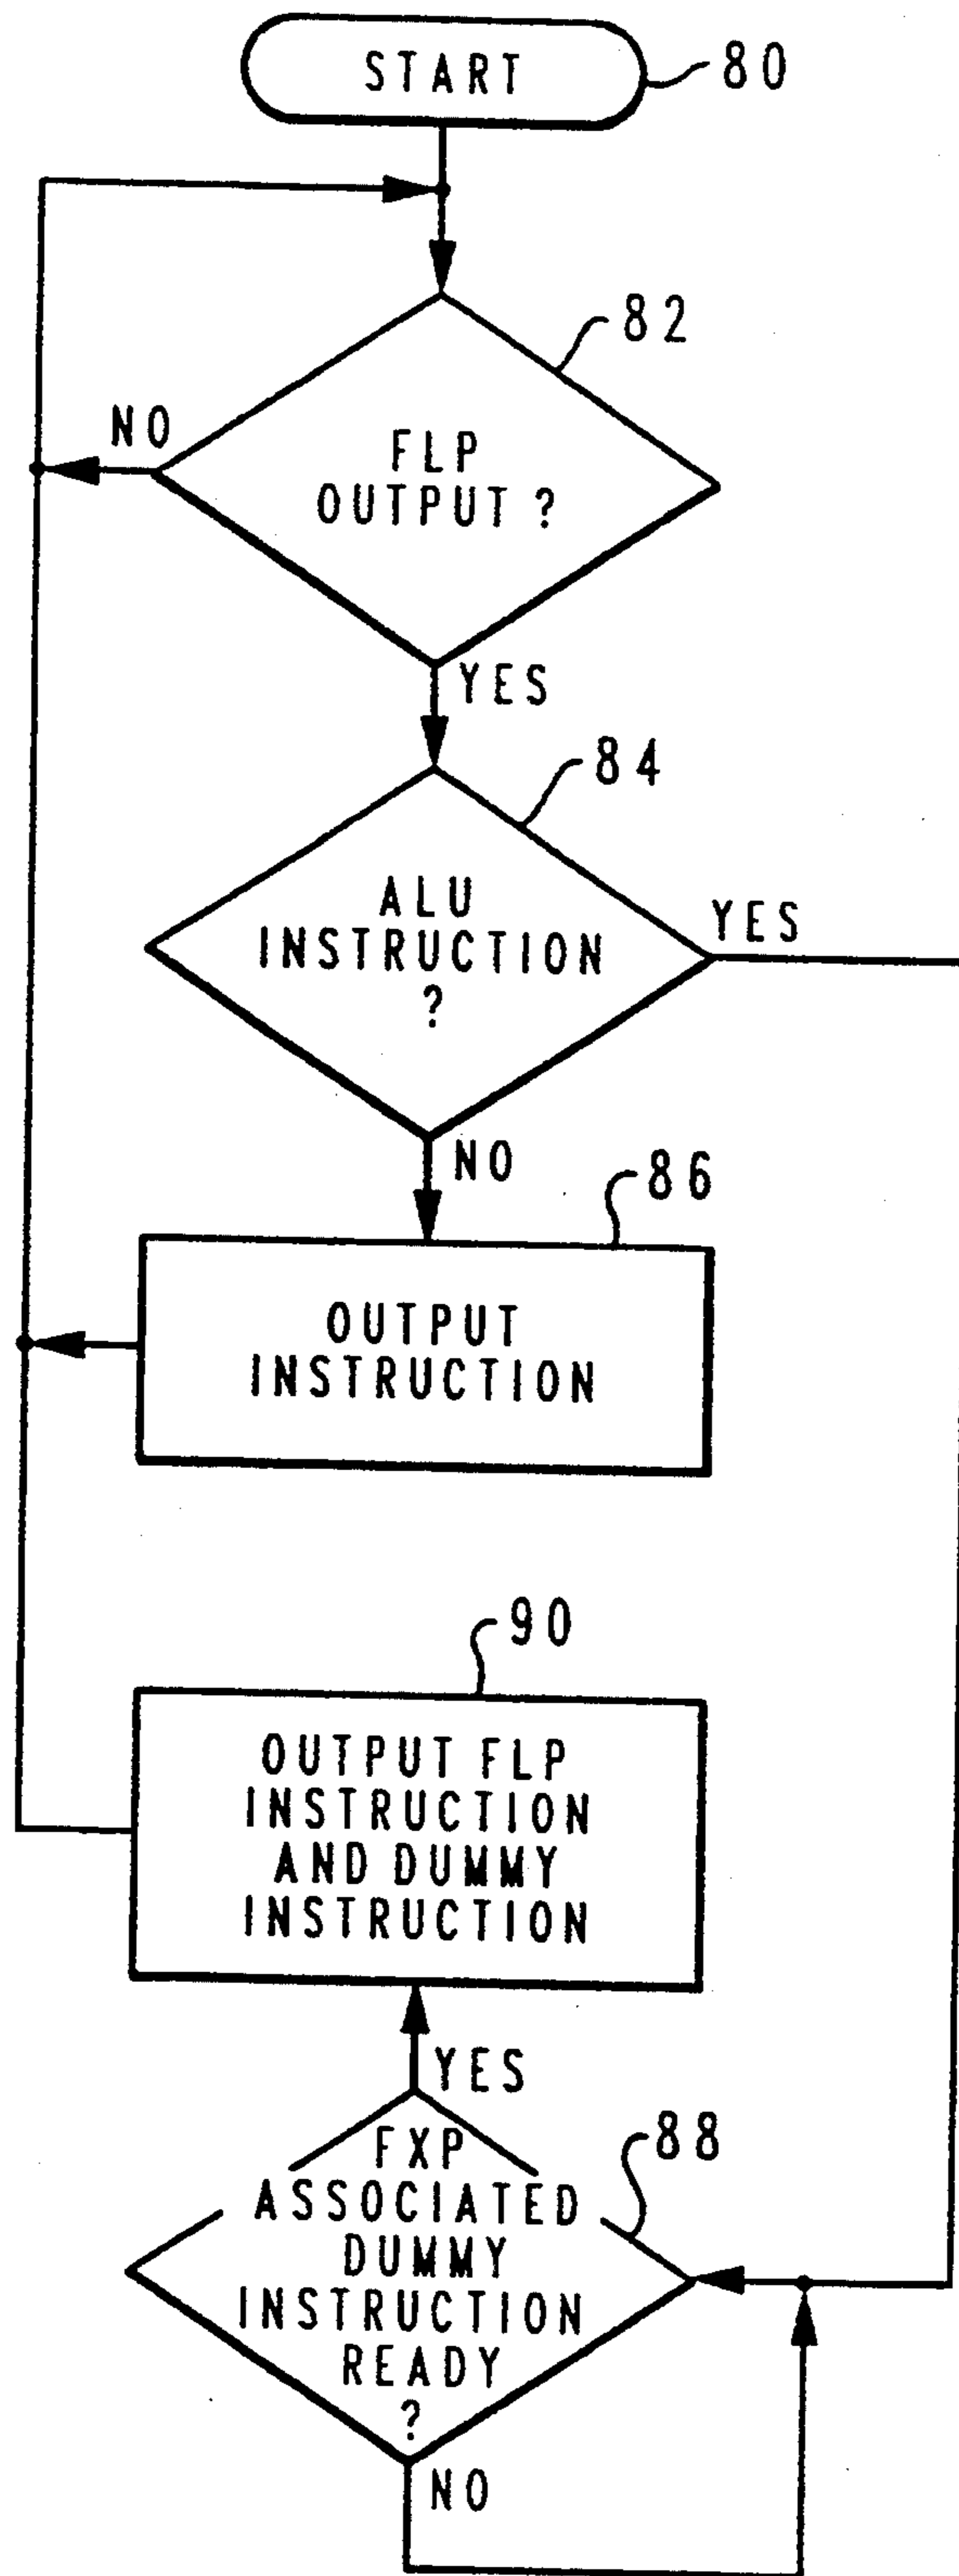 START
80
82
NO
FLP
OUTPUT ?
YES
84
ALU
INSTRUCTION
?
YES
NO
86
OUTPUT
INSTRUCTION
90
OUTPUT FLP
INSTRUCTION
AND DUMMY
INSTRUCTION
YES
88
FXP
ASSOCIATED
DUMMY
INSTRUCTION
READY
?
NO